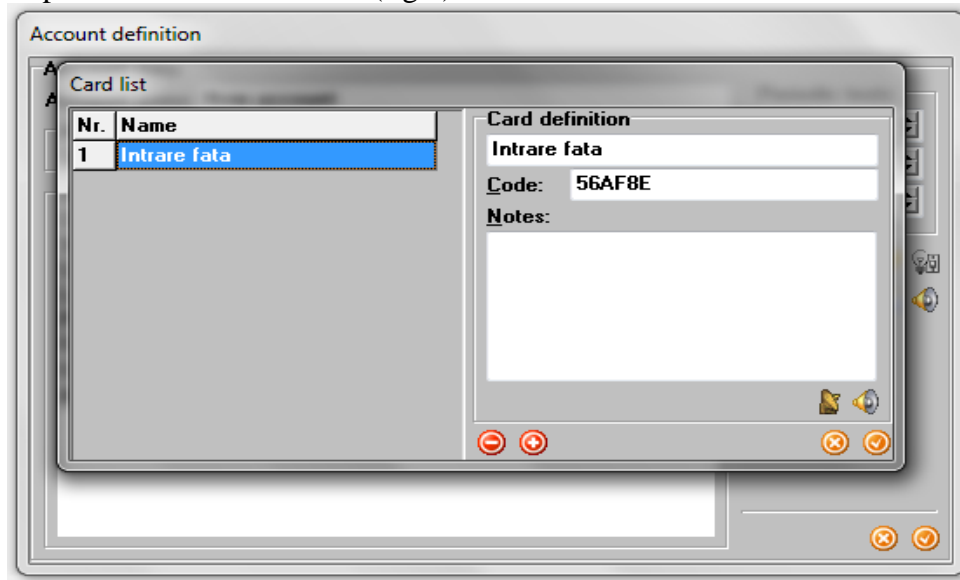 Account definition
Card list
Nr. Name
1 Intrare fata
Card definition
Intrare fata
Code: 56AF8E
Notes: